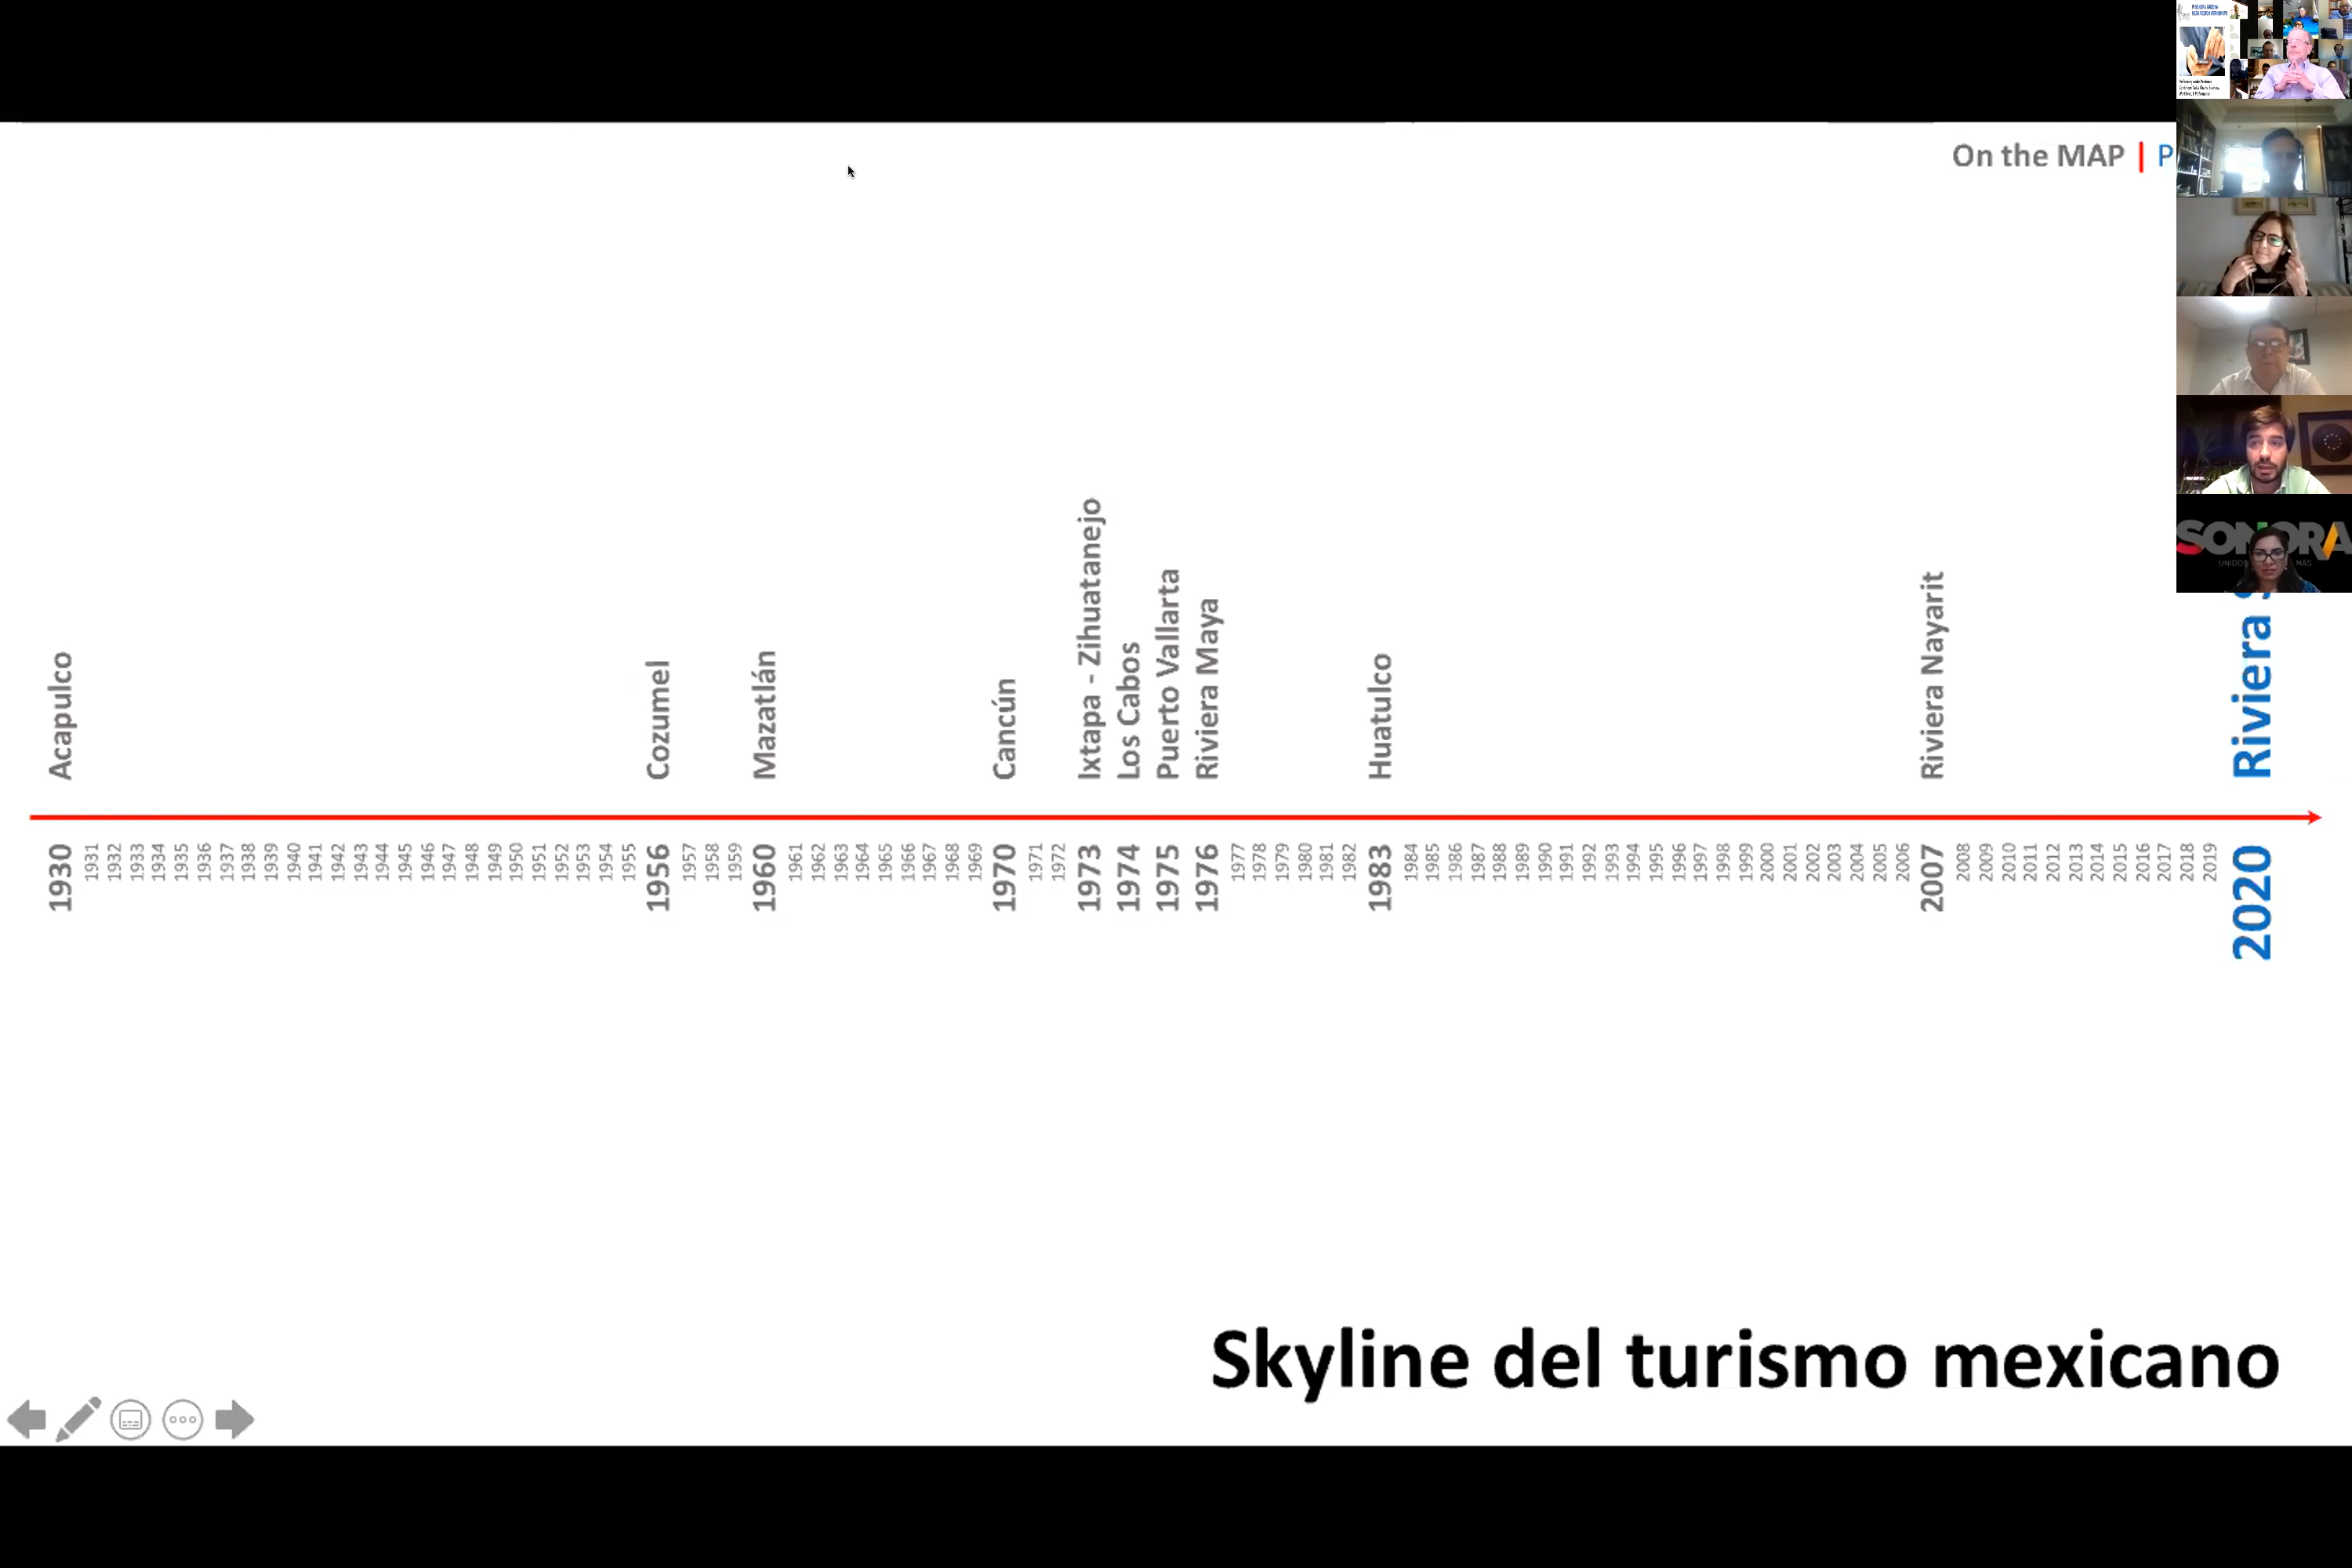 On the MAP | P
Acapulco
Cozumel
Mazatlán
Cancún
Ixtapa - Zihuatanejo
Los Cabos
Puerto Vallarta
Riviera Maya
Huatulco
Riviera Nayarit
Riviera
1930 1931 1932 1933 1934 1935 1936 1937 1938 1939 1940 1941 1942 1943 1944 1945 1946 1947 1948 1949 1950 1951 1952 1953 1954 1955 1956 1957 1958 1959 1960 1961 1962 1963 1964 1965 1966 1967 1968 1969 1970 1971 1972 1973 1974 1975 1976 1977 1978 1979 1980 1981 1982 1983 1984 1985 1986 1987 1988 1989 1990 1991 1992 1993 1994 1995 1996 1997 1998 1999 2000 2001 2002 2003 2004 2005 2006 2007 2008 2009 2010 2011 2012 2013 2014 2015 2016 2017 2018 2019 2020
Skyline del turismo mexicano
SONORA
UNIDOS MÁS